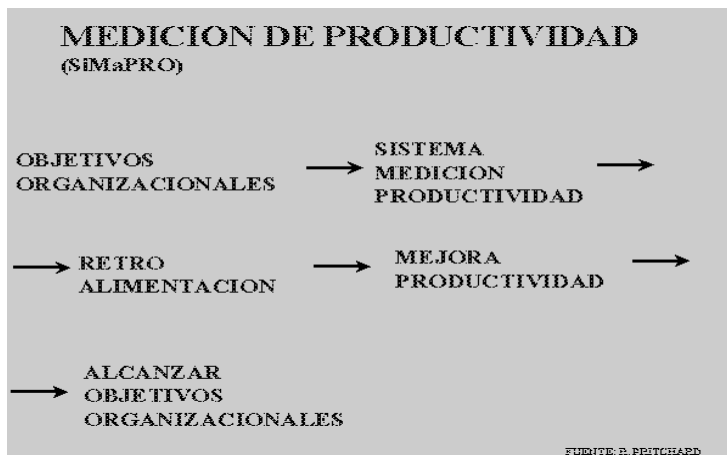 MEDICION DE PRODUCTIVIDAD
(SiMaPRO)
OBJETIVOS
ORGANIZACIONALES
SISTEMA
MEDICION
PRODUCTIVIDAD
RETRO
ALIMENTACION
MEJORA
PRODUCTIVIDAD
ALCANZAR
OBJETIVOS
ORGANIZACIONALES
FUENTE: R. PRITCHARD